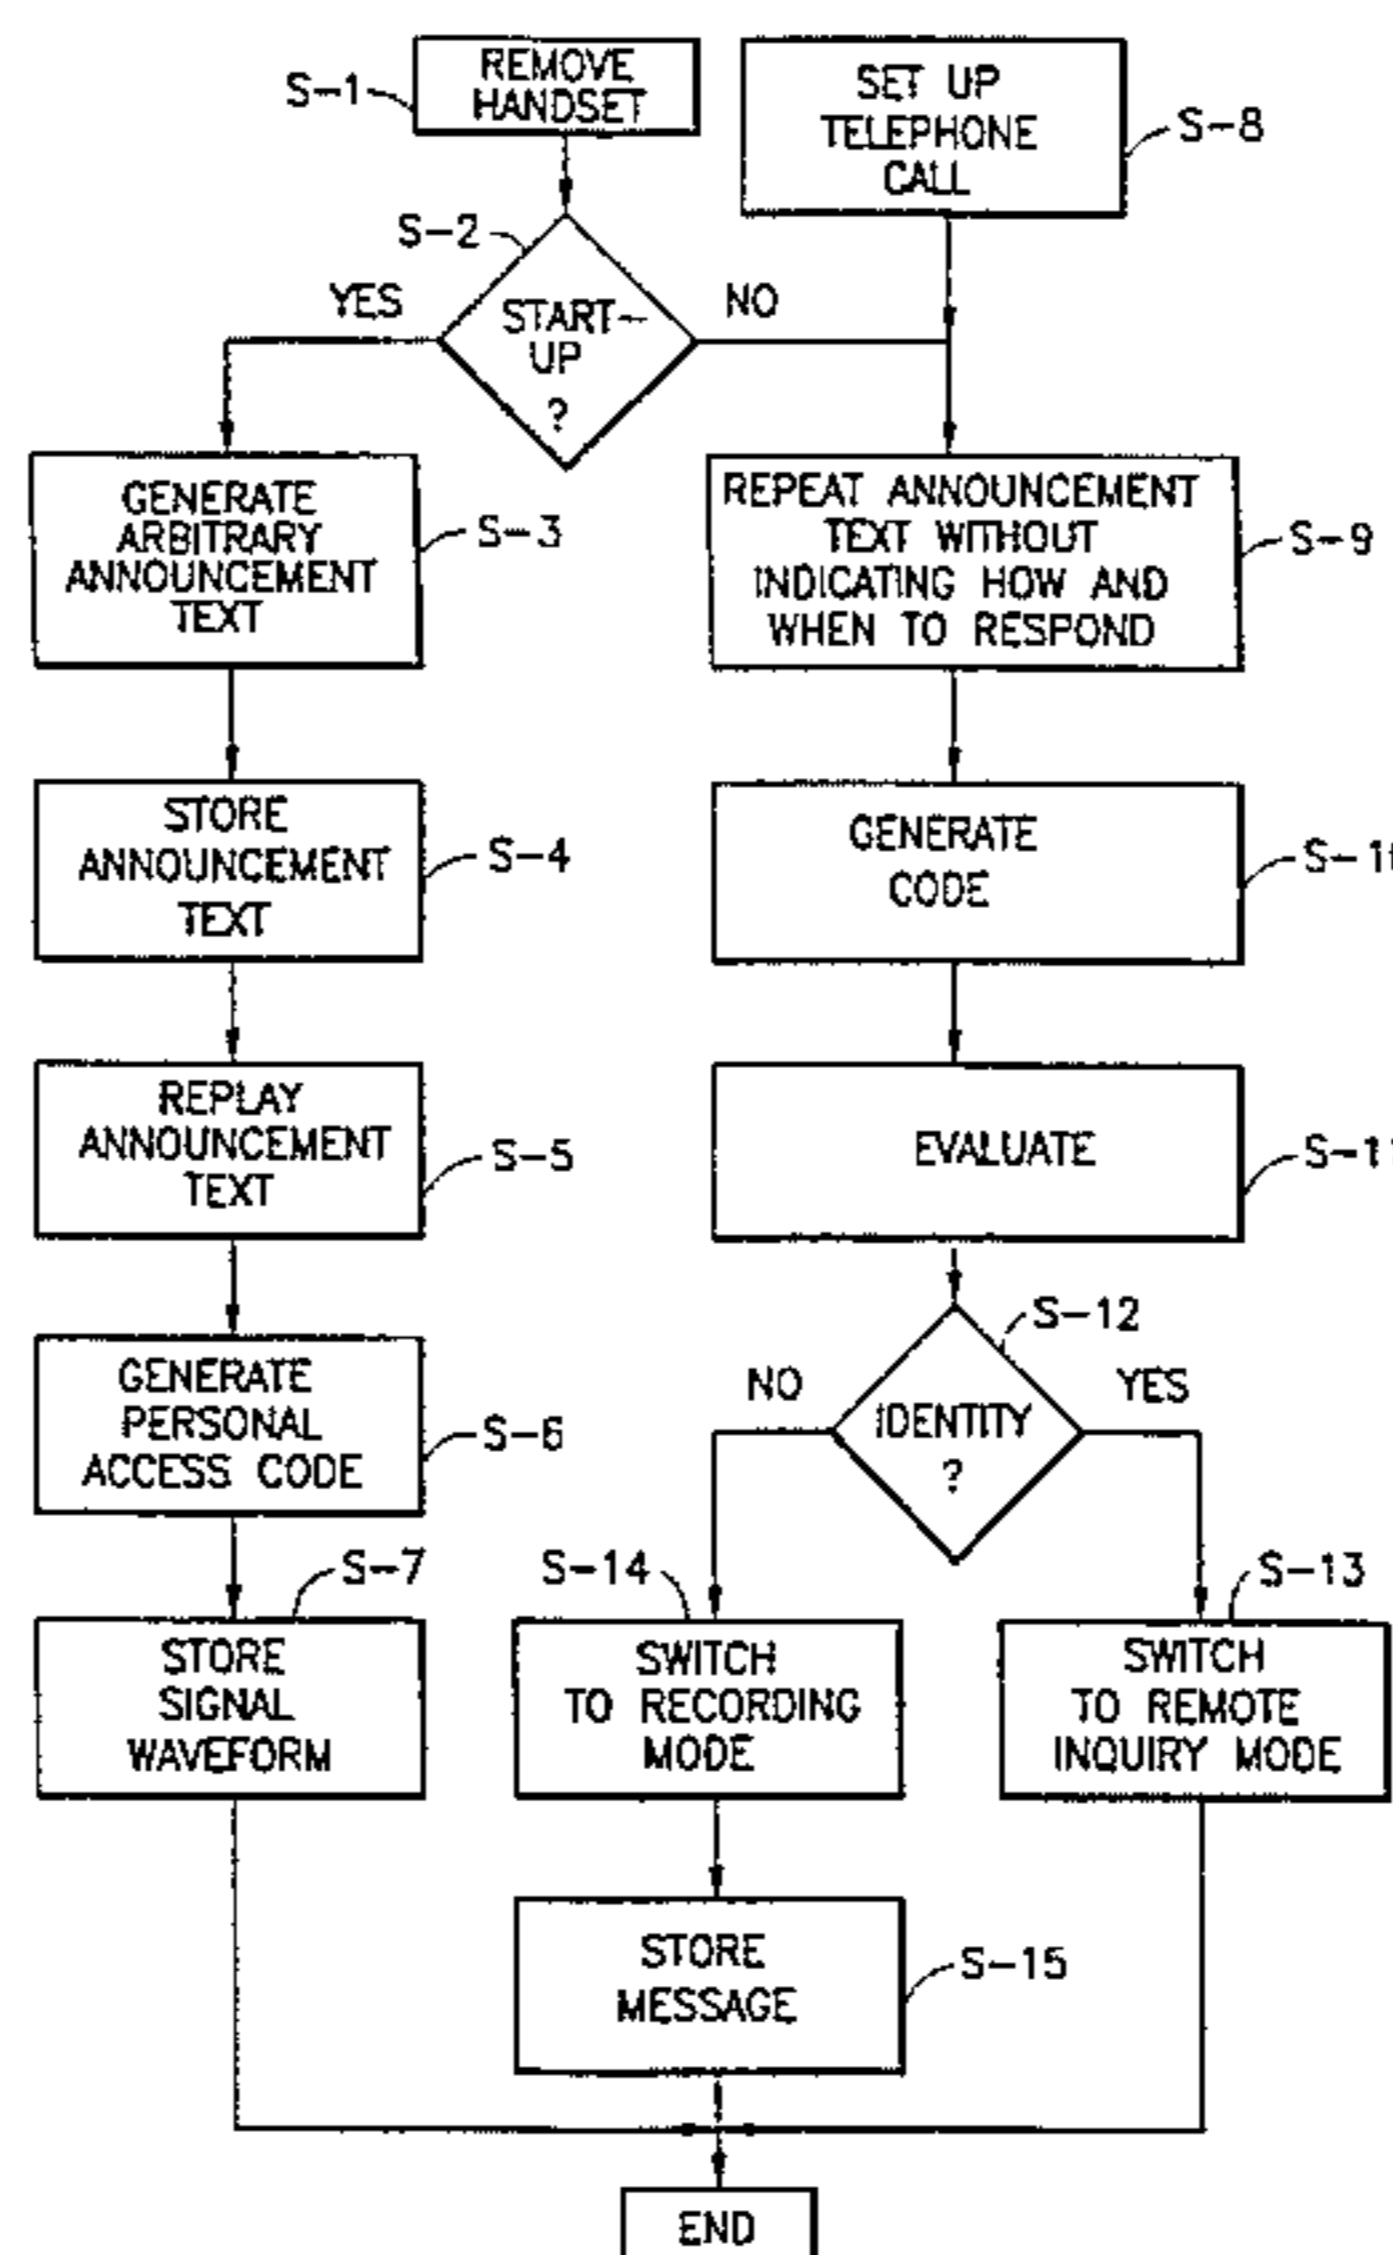 REMOVE
HANDSET
S-1
SET UP
TELEPHONE
CALL
S-8
S-2
YES
START-
UP
?
NO
GENERATE
ARBITRARY
ANNOUNCEMENT
TEXT
S-3
REPEAT ANNOUNCEMENT
TEXT WITHOUT
INDICATING HOW AND
WHEN TO RESPOND
S-9
STORE
ANNOUNCEMENT
TEXT
S-4
GENERATE
CODE
S-10
REPLAY
ANNOUNCEMENT
TEXT
S-5
EVALUATE
S-11
GENERATE
PERSONAL
ACCESS CODE
S-6
S-12
NO
IDENTITY
?
YES
S-7
STORE
SIGNAL
WAVEFORM
S-14
SWITCH
TO RECORDING
MODE
S-13
SWITCH
TO REMOTE
INQUIRY MODE
STORE
MESSAGE
S-15
END